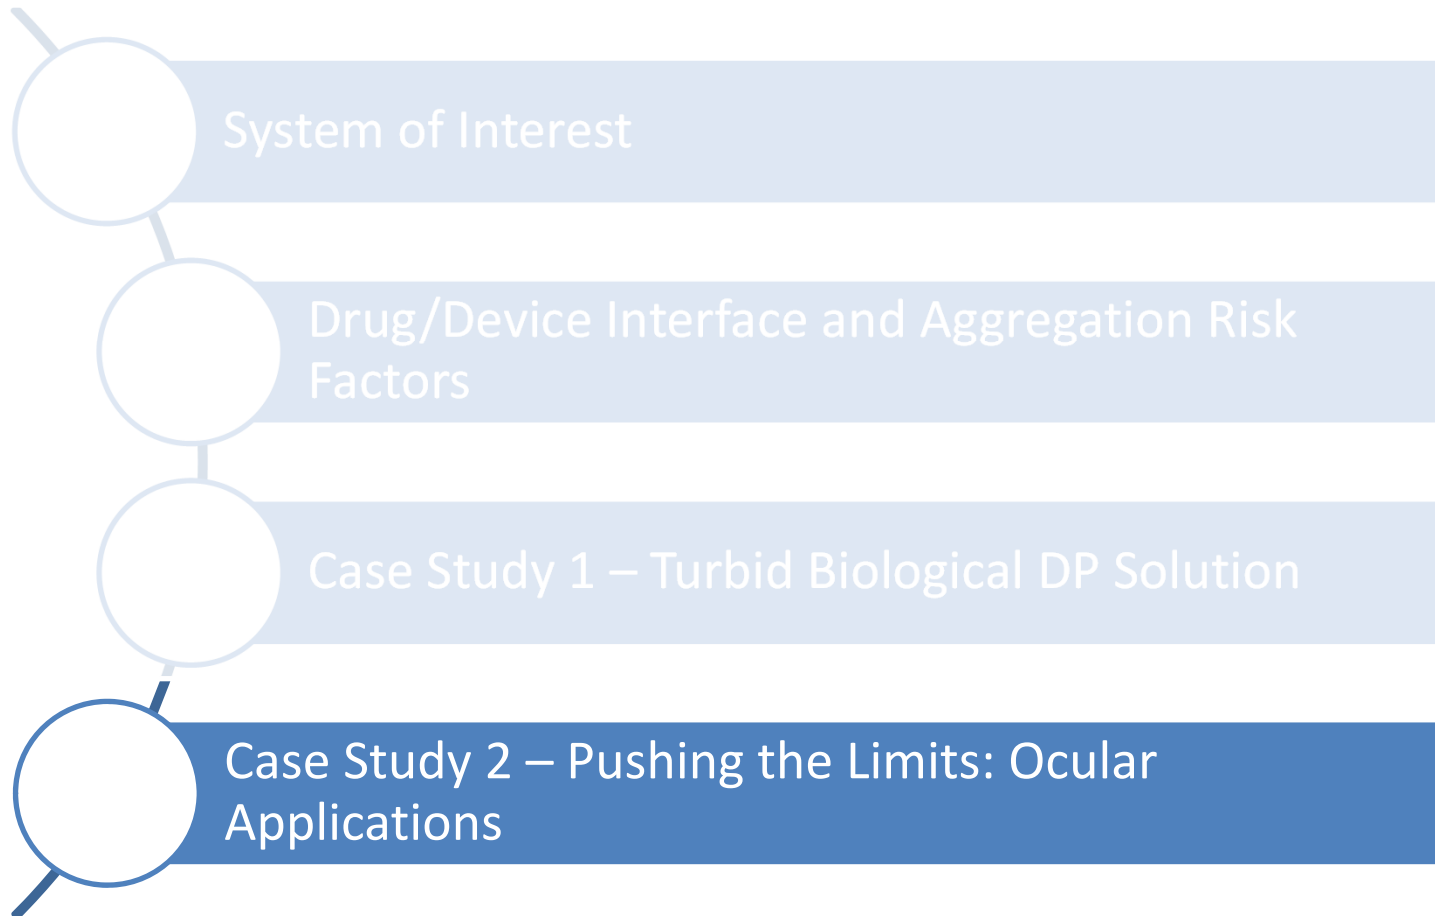 System of Interest
Drug/Device Interface and Aggregation Risk
Factors
Case Study 1 – Turbid Biological DP Solution
Case Study 2 – Pushing the Limits: Ocular
Applications